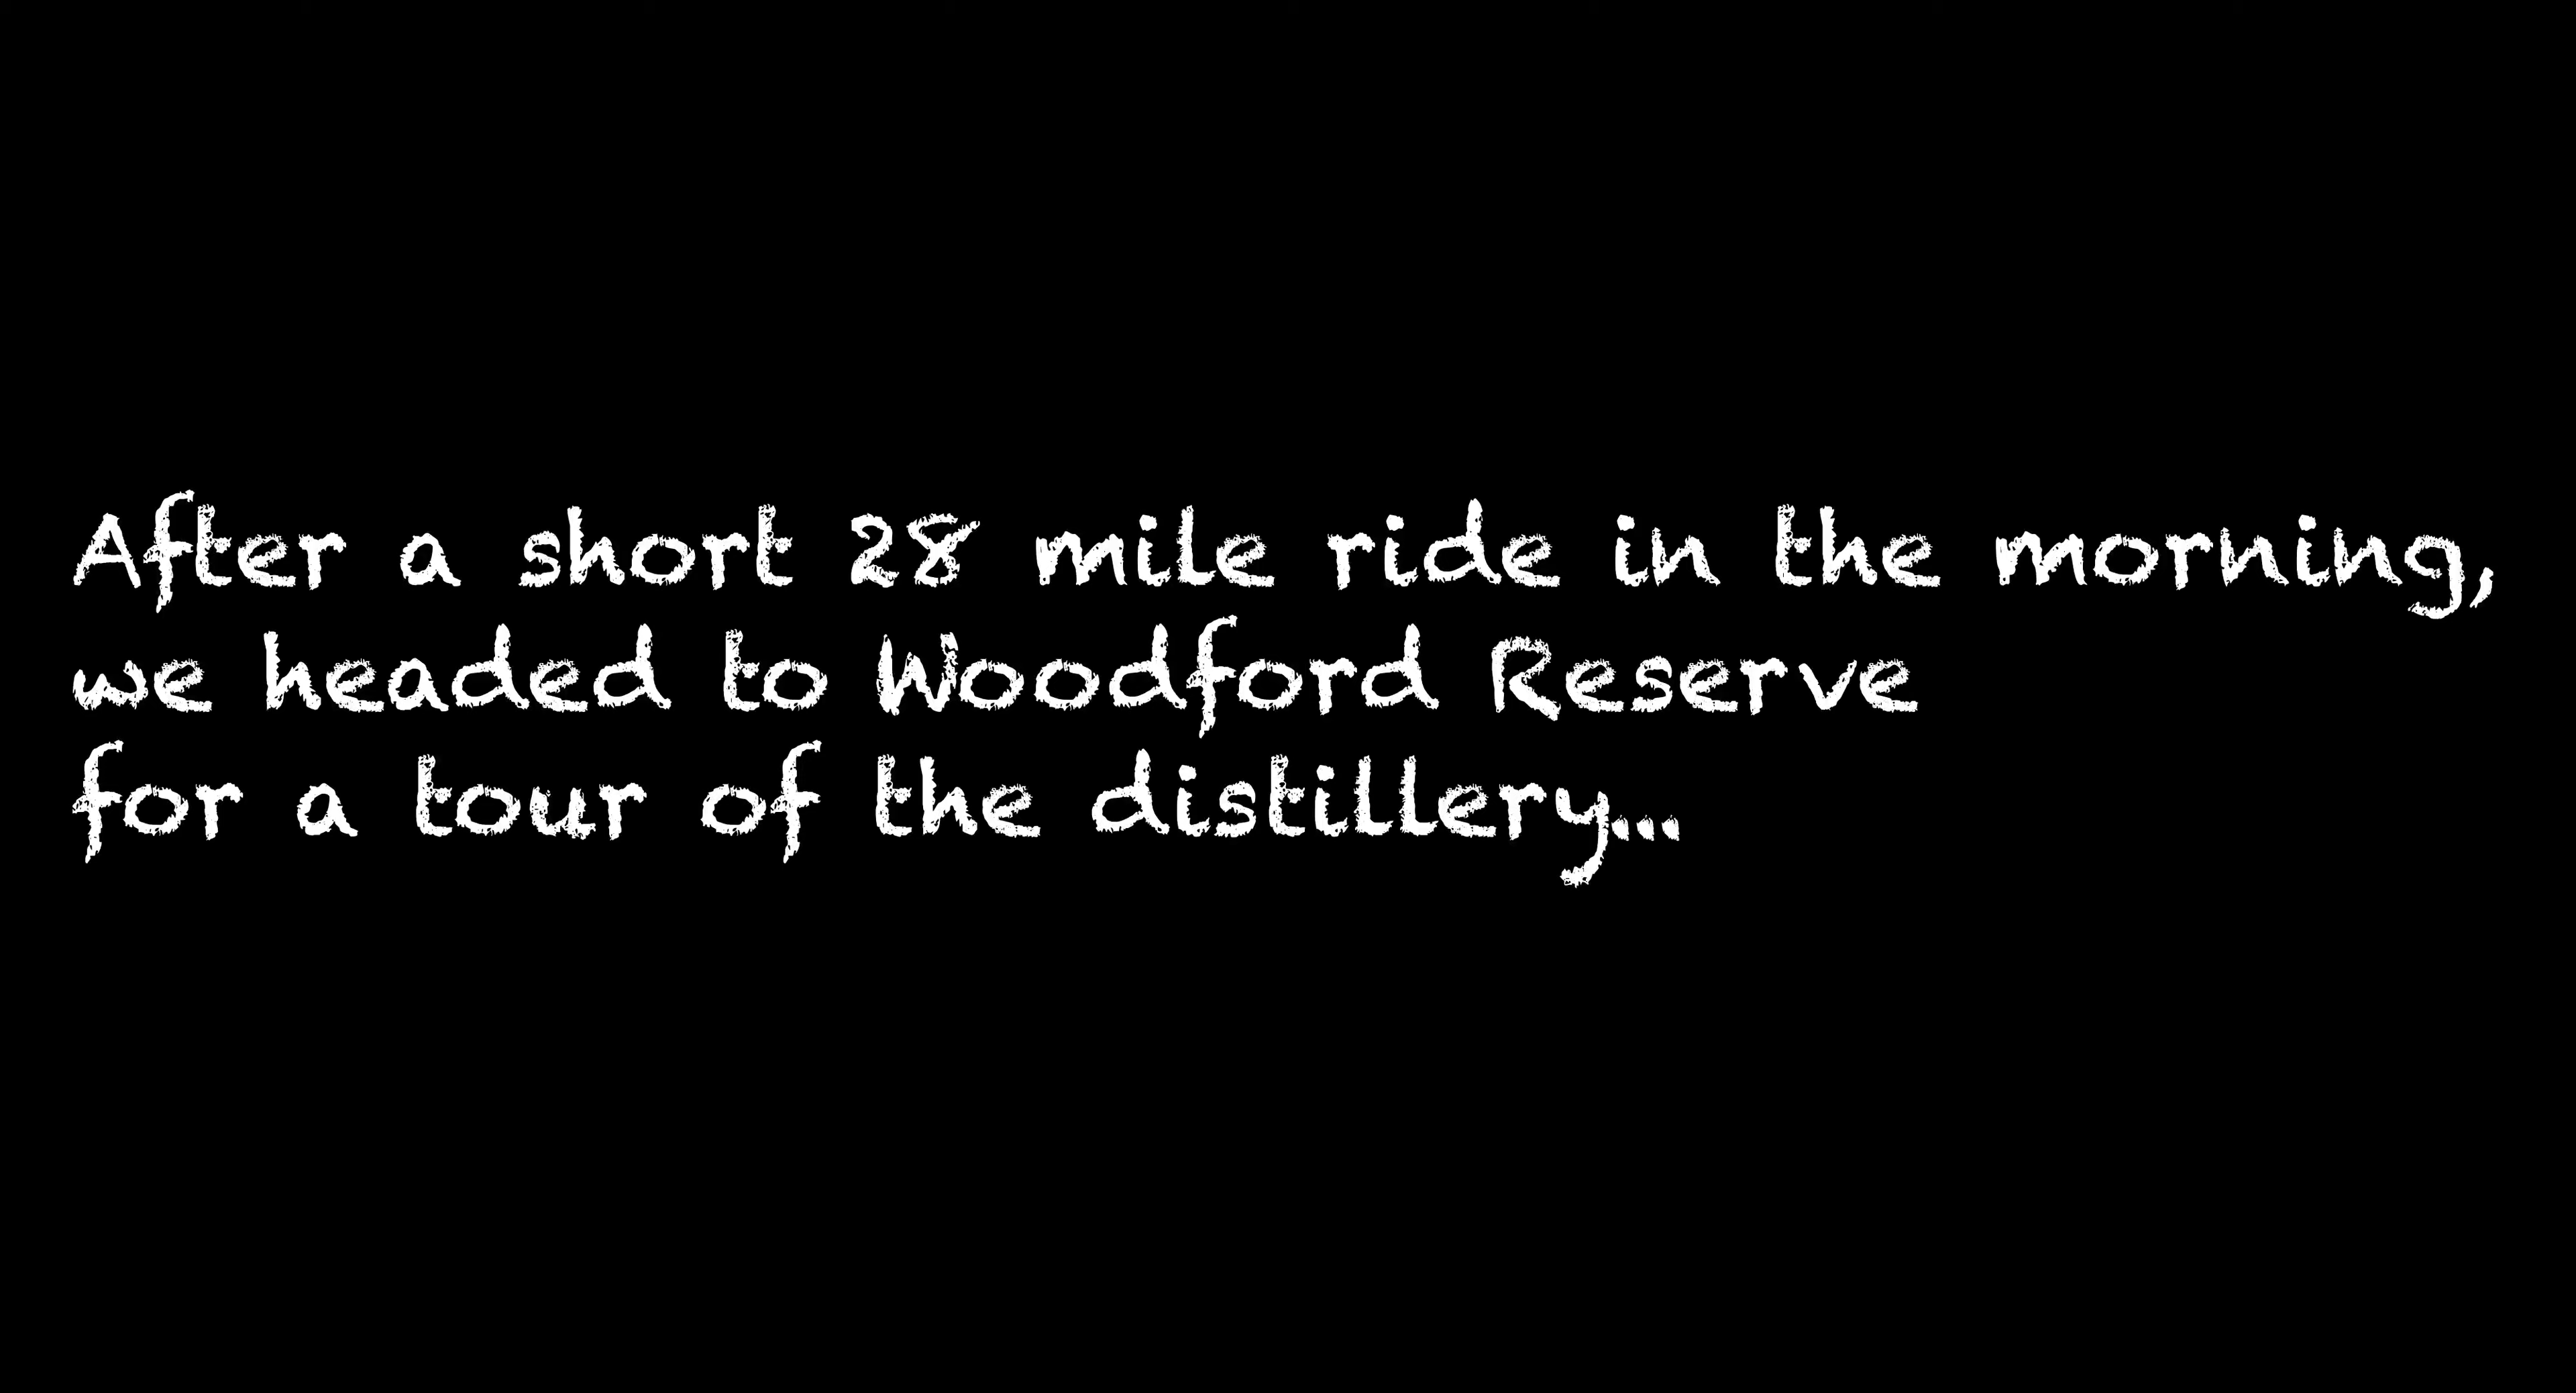 After a short 28 mile ride in the morning,
we headed to Woodford Reserve
for a tour of the distillery...